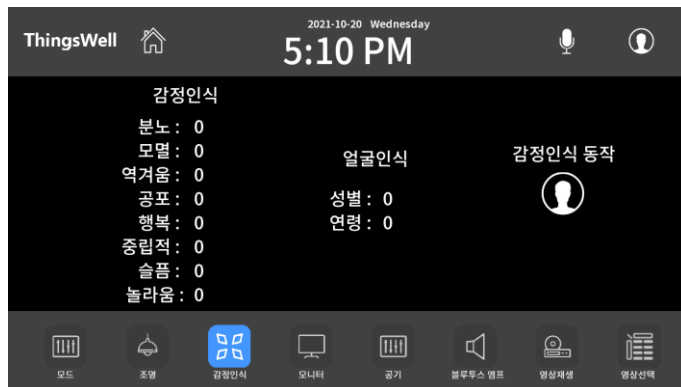 ThingsWell
2021-10-20 Wednesday
5:10 PM
감정인식
분노 : 0
모멸 : 0
역겨움 : 0
공포 : 0
행복 : 0
중립적 : 0
슬픔 : 0
놀라움 : 0
얼굴인식
성별 : 0
연령 : 0
감정인식 동작
모드
조명
감정인식
모니터
공기
블루투스 엠프
영상재생
영상선택